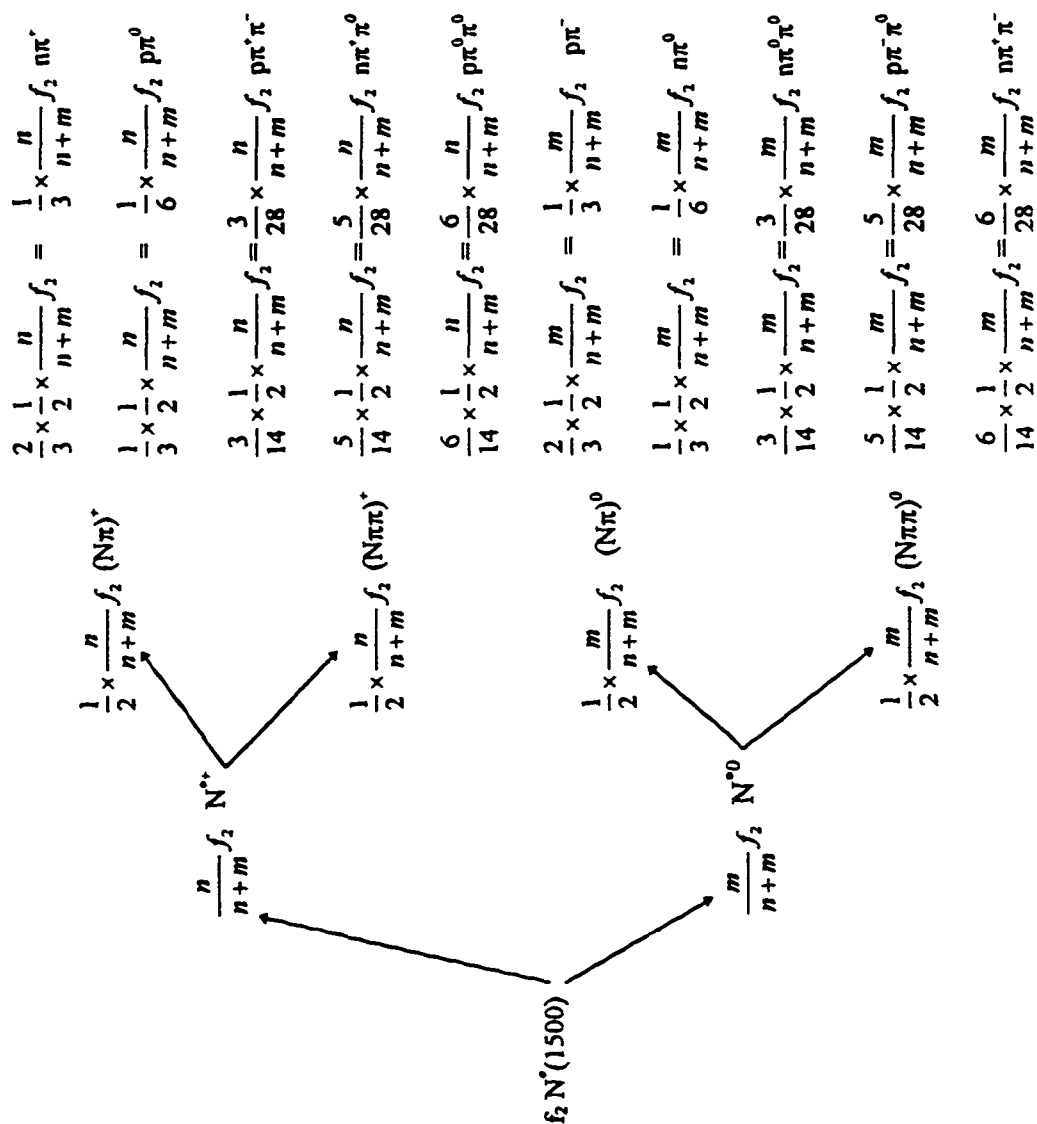 f₂ N*(1500)
n/(n+m) f₂ N*⁺
m/(n+m) f₂ N*⁰
1/2 × n/(n+m) f₂ (Nπ)⁺
1/2 × n/(n+m) f₂ (Nππ)⁺
1/2 × m/(n+m) f₂ (Nπ)⁰
1/2 × m/(n+m) f₂ (Nππ)⁰
2/3 × 1/2 × n/(n+m) f₂ = 1/3 × n/(n+m) f₂ nπ⁺
1/3 × 1/2 × n/(n+m) f₂ = 1/6 × n/(n+m) f₂ pπ⁰
3/14 × 1/2 × n/(n+m) f₂ = 3/28 × n/(n+m) f₂ pπ⁺π⁻
5/14 × 1/2 × n/(n+m) f₂ = 5/28 × n/(n+m) f₂ nπ⁺π⁰
6/14 × 1/2 × n/(n+m) f₂ = 6/28 × n/(n+m) f₂ pπ⁰π⁰
2/3 × 1/2 × m/(n+m) f₂ = 1/3 × m/(n+m) f₂ pπ⁻
1/3 × 1/2 × m/(n+m) f₂ = 1/6 × m/(n+m) f₂ nπ⁰
3/14 × 1/2 × m/(n+m) f₂ = 3/28 × m/(n+m) f₂ nπ⁰π⁰
5/14 × 1/2 × m/(n+m) f₂ = 5/28 × m/(n+m) f₂ pπ⁻π⁰
6/14 × 1/2 × m/(n+m) f₂ = 6/28 × m/(n+m) f₂ nπ⁺π⁻